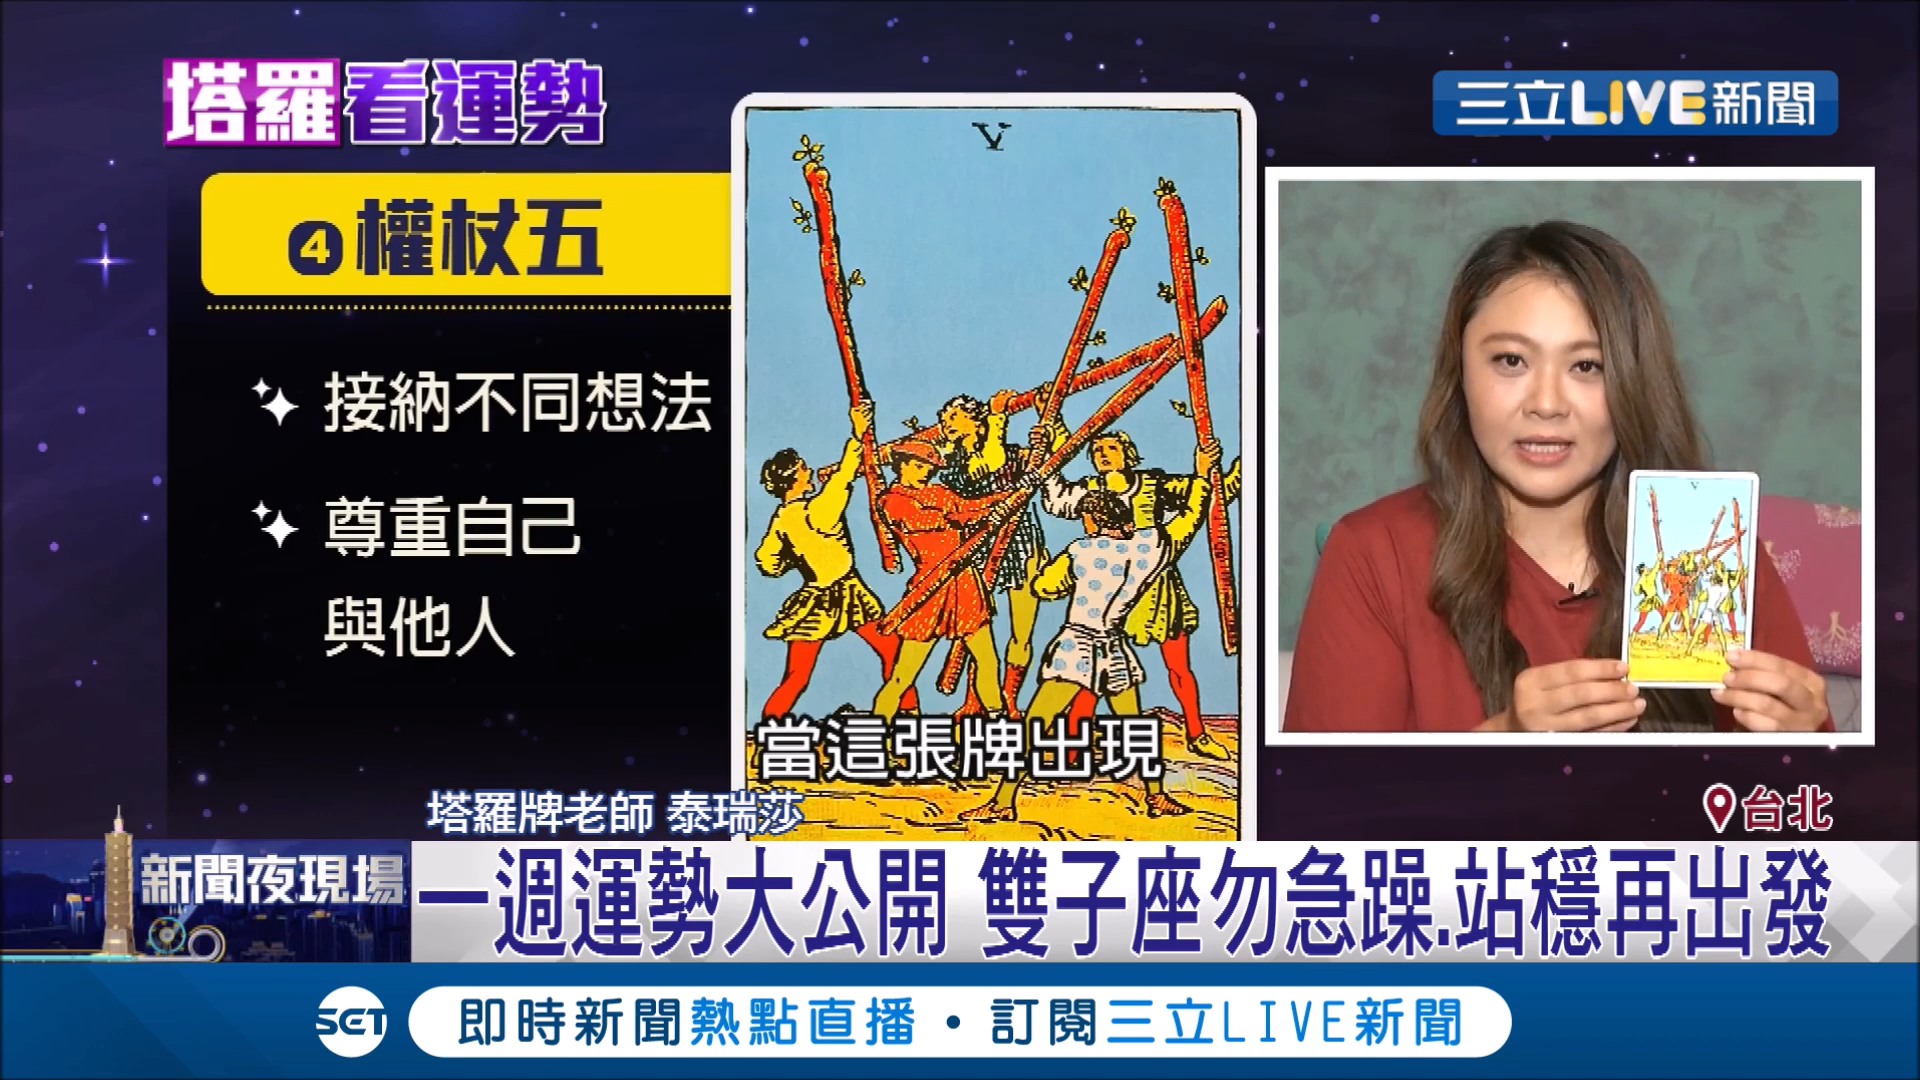 塔羅看運勢
三立LIVE新聞
4權杖五
V
接納不同想法
尊重自己
與他人
V
當這張牌出現
塔羅牌老師 泰瑞莎
台北
新聞夜現場
一週運勢大公開 雙子座勿急躁.站穩再出發
SET
即時新聞熱點直播・訂閱三立LIVE新聞